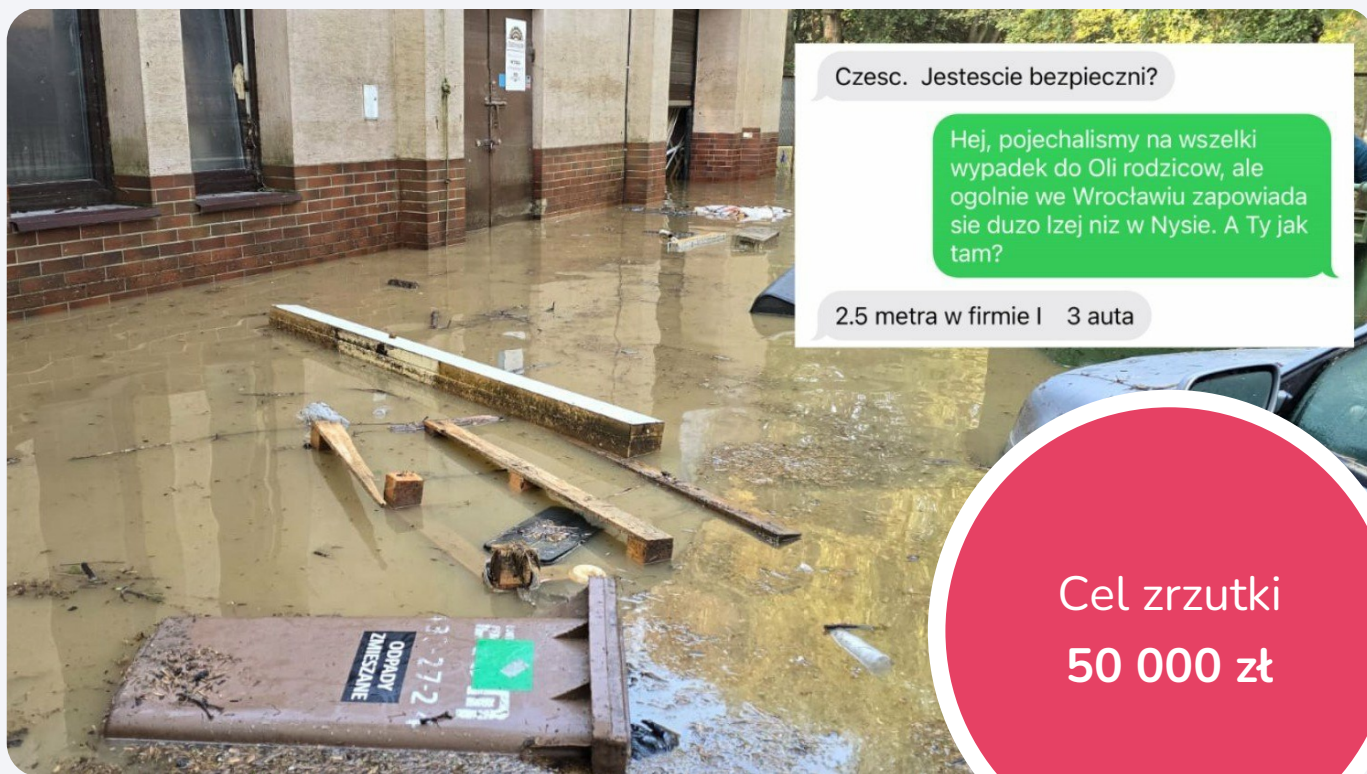 Czesc. Jestescie bezpieczni?
Hej, pojechalismy na wszelki
wypadek do Oli rodzicow, ale
ogolnie we Wrocławiu zapowiada
sie duzo lzej niz w Nysie. A Ty jak
tam?
2.5 metra w firmie I 3 auta
Cel zrzutki
50 000 zł
ODPADY
ZMIESZANE